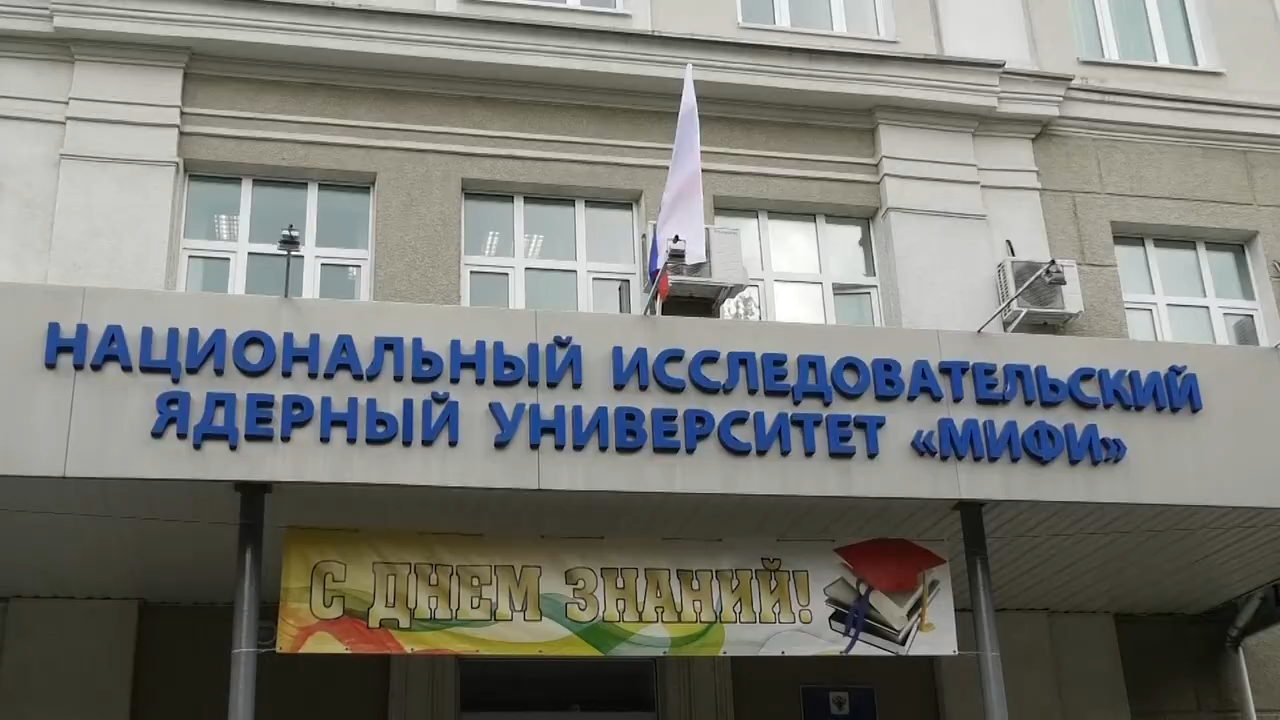 НАЦИОНАЛЬНЫЙ ИССЛЕДОВАТЕЛЬСКИЙ
ЯДЕРНЫЙ УНИВЕРСИТЕТ «МИФИ»
С ДНЕМ ЗНАНИЙ!